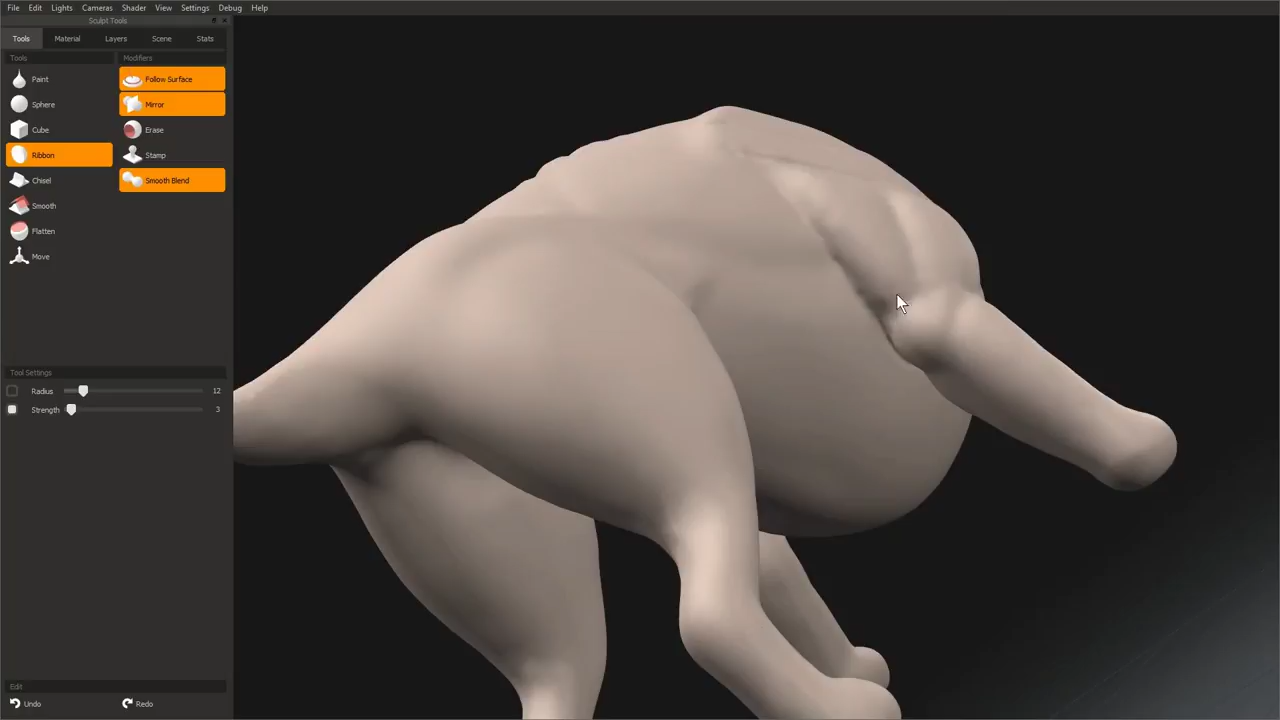 File Edit Lights Cameras Shader View Settings Debug Help
Sculpt Tools
Tools Material Layers Scene Stats
Tools Modifiers
Paint Follow Surface
Sphere Mirror
Cube Erase
Ribbon Stamp
Chisel Smooth Blend
Smooth
Flatten
Move
Tool Settings
Radius 12
Strength 3
Edit
Undo Redo